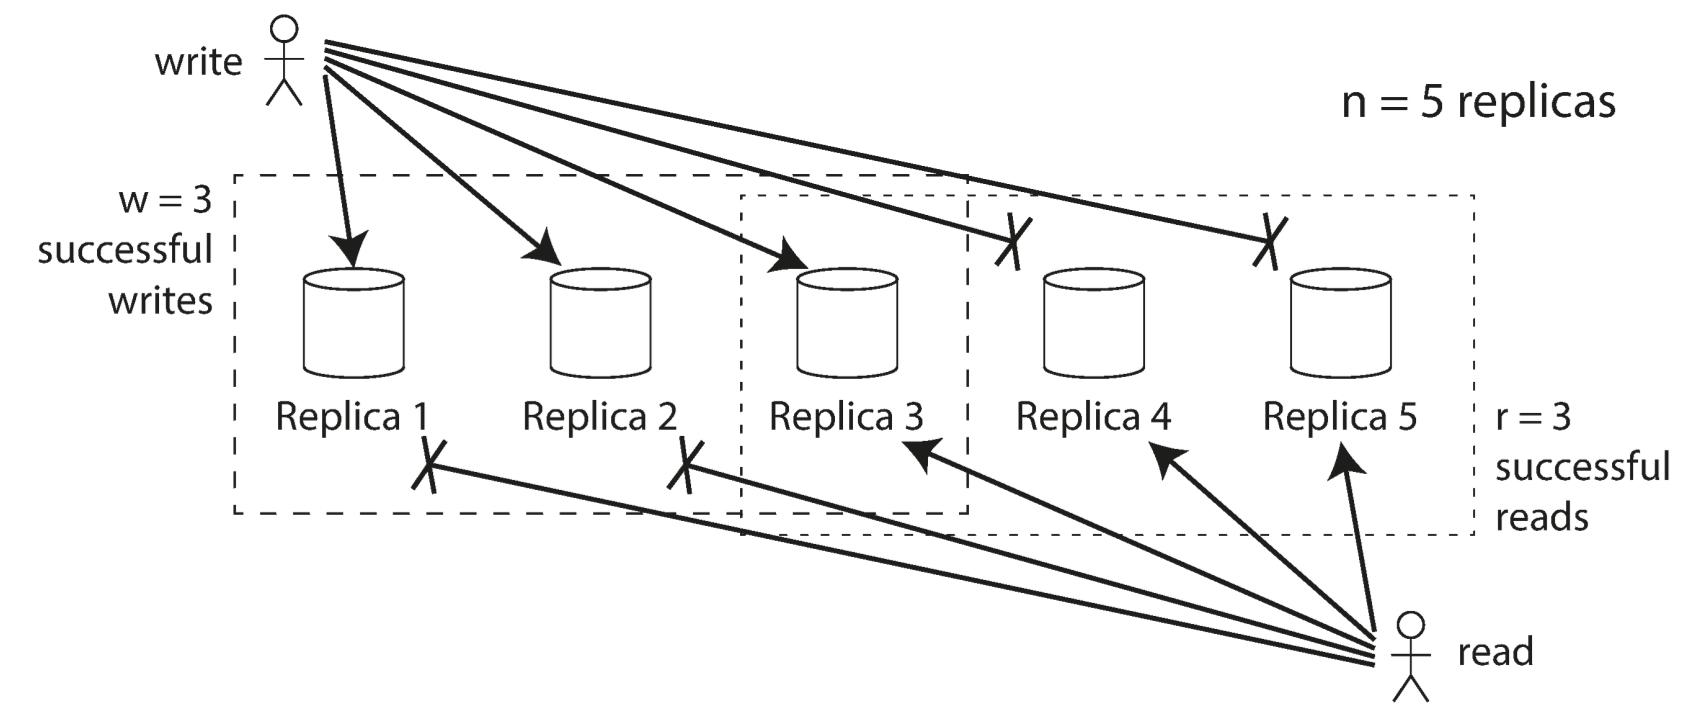 write
n = 5 replicas
w = 3
successful
writes
Replica 1
Replica 2
Replica 3
Replica 4
Replica 5
r = 3
successful
reads
read